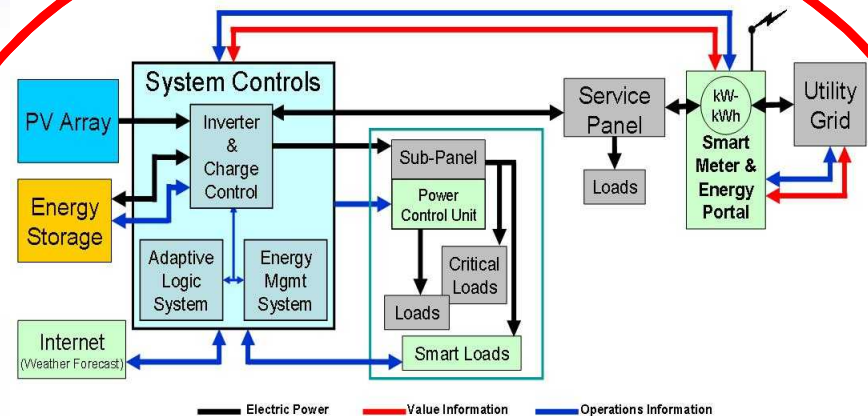 System Controls
PV Array
Inverter
&
Charge
Control
Energy
Storage
Adaptive
Logic
System
Energy
Mgmt
System
Internet
(Weather Forecast)
Sub-Panel
Power
Control Unit
Critical
Loads
Loads
Smart Loads
Service
Panel
Loads
kW-
kWh
Smart
Meter &
Energy
Portal
Utility
Grid
Electric Power
Value Information
Operations Information